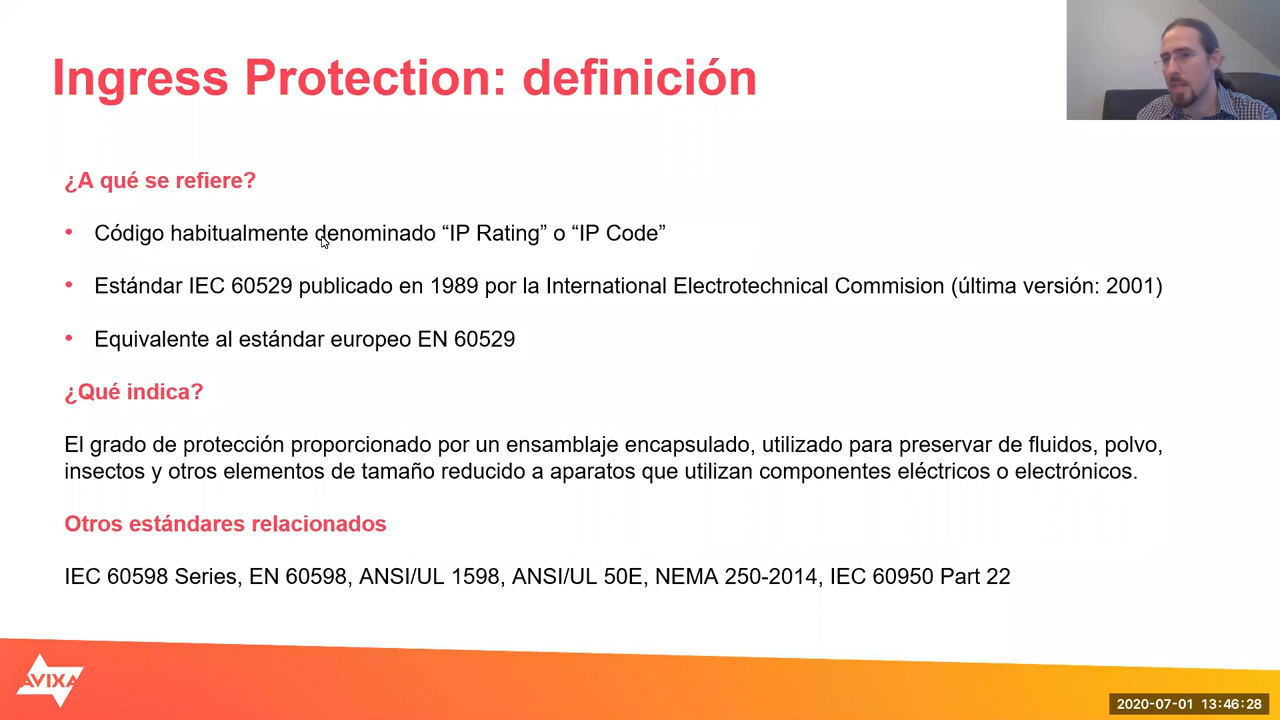 Ingress Protection: definición
¿A qué se refiere?
• Código habitualmente denominado “IP Rating” o “IP Code”
• Estándar IEC 60529 publicado en 1989 por la International Electrotechnical Commision (última versión: 2001)
• Equivalente al estándar europeo EN 60529
¿Qué indica?
El grado de protección proporcionado por un ensamblaje encapsulado, utilizado para preservar de fluidos, polvo,
insectos y otros elementos de tamaño reducido a aparatos que utilizan componentes eléctricos o electrónicos.
Otros estándares relacionados
IEC 60598 Series, EN 60598, ANSI/UL 1598, ANSI/UL 50E, NEMA 250-2014, IEC 60950 Part 22
AVIXA
2020-07-01 13:46:28